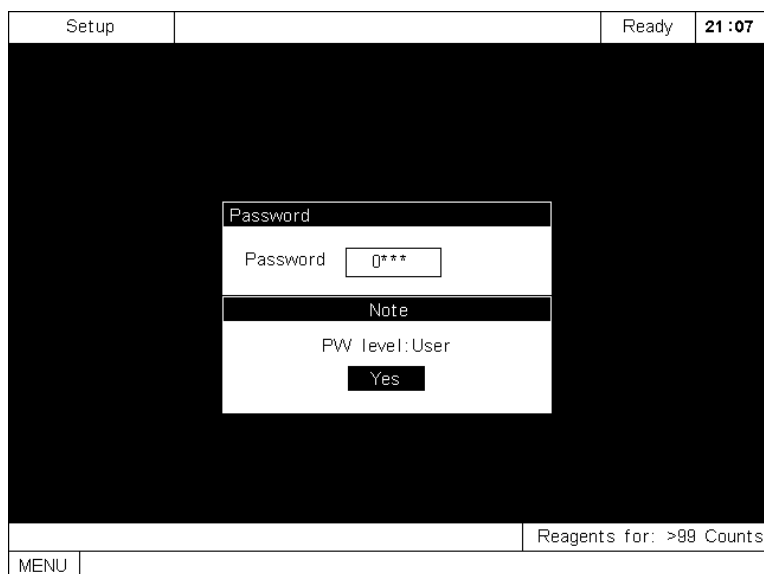 Setup Ready 21:07
Password
Password 0***
Note
PW level:User
Yes
Reagents for: >99 Counts
MENU